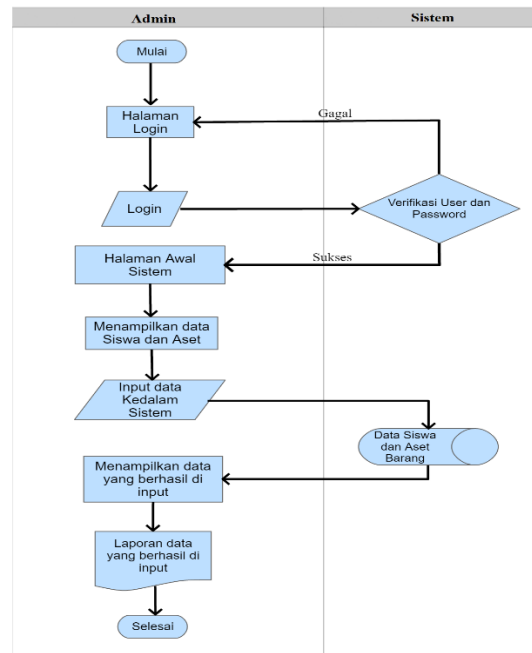 Admin
Sistem
Mulai
Halaman
Login
Gagal
Login
Verifikasi User dan
Password
Halaman Awal
Sistem
Sukses
Menampilkan data
Siswa dan Aset
Input data
Kedalam
Sistem
Data Siswa
dan Aset
Barang
Menampilkan data
yang berhasil di
input
Laporan data
yang berhasil di
input
Selesai